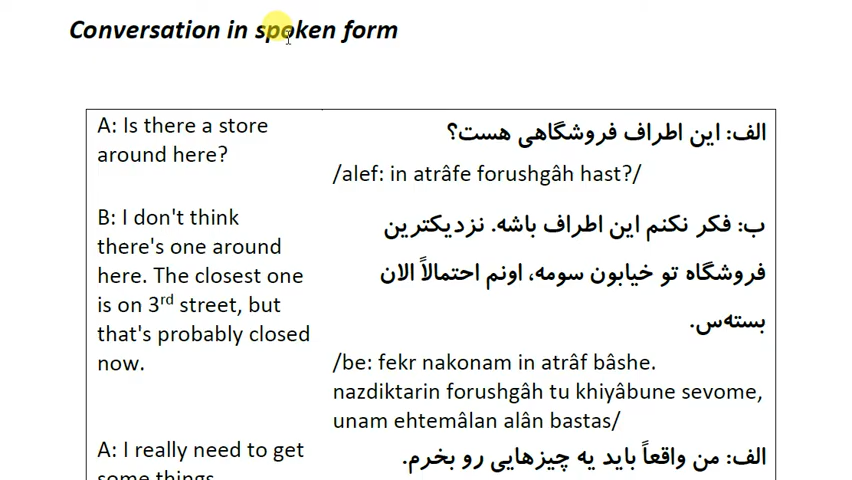 Conversation in spoken form
A: Is there a store
around here?
الف: این اطراف فروشگاهی هست؟
/alef: in atrâfe forushgâh hast?/
B: I don't think
there's one around
here. The closest one
is on 3rd street, but
that's probably closed
now.
ب: فکر نکنم این اطراف باشه. نزدیکترین
فروشگاه تو خیابون سومه، اونم احتمالاً الان
بسته‌س.
/be: fekr nakonam in atrâf bâshe.
nazdiktarin forushgâh tu khiyâbune sevome,
unam ehtemâlan alân bastas/
A: I really need to get
some things
الف: من واقعاً باید یه چیزهایی رو بخرم.